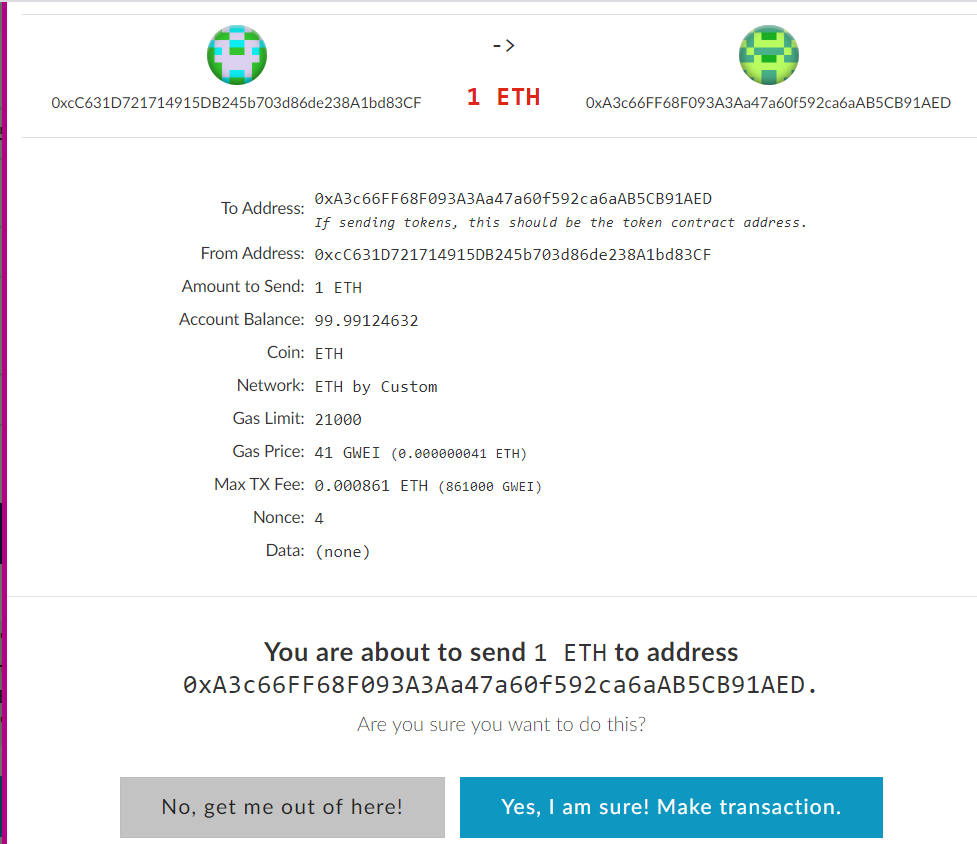 ->
0xcC631D721714915DB245b703d86de238A1bd83CF 1 ETH 0xA3c66FF68F093A3Aa47a60f592ca6aAB5CB91AED
To Address: 0xA3c66FF68F093A3Aa47a60f592ca6aAB5CB91AED
If sending tokens, this should be the token contract address.
From Address: 0xcC631D721714915DB245b703d86de238A1bd83CF
Amount to Send: 1 ETH
Account Balance: 99.99124632
Coin: ETH
Network: ETH by Custom
Gas Limit: 21000
Gas Price: 41 GWEI (0.000000041 ETH)
Max TX Fee: 0.000861 ETH (861000 GWEI)
Nonce: 4
Data: (none)
You are about to send 1 ETH to address
0xA3c66FF68F093A3Aa47a60f592ca6aAB5CB91AED.
Are you sure you want to do this?
No, get me out of here! Yes, I am sure! Make transaction.